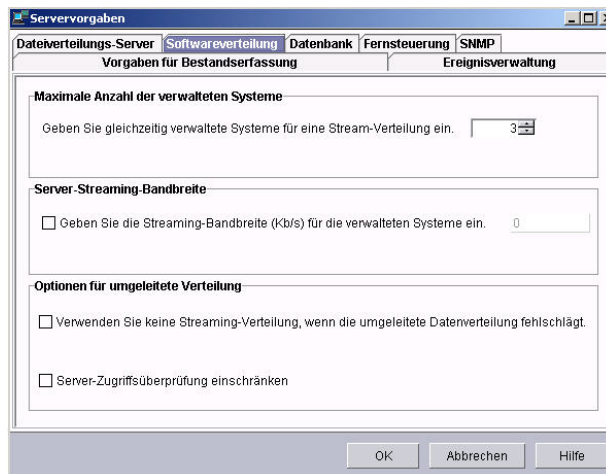 Servervorgaben
Dateiverteilungs-Server Softwareverteilung Datenbank Fernsteuerung SNMP
Vorgaben für Bestandserfassung Ereignisverwaltung
Maximale Anzahl der verwalteten Systeme
Geben Sie gleichzeitig verwaltete Systeme für eine Stream-Verteilung ein. 3
Server-Streaming-Bandbreite
Geben Sie die Streaming-Bandbreite (Kb/s) für die verwalteten Systeme ein. 0
Optionen für umgeleitete Verteilung
Verwenden Sie keine Streaming-Verteilung, wenn die umgeleitete Datenverteilung fehlschlägt.
Server-Zugriffsüberprüfung einschränken
OK Abbrechen Hilfe